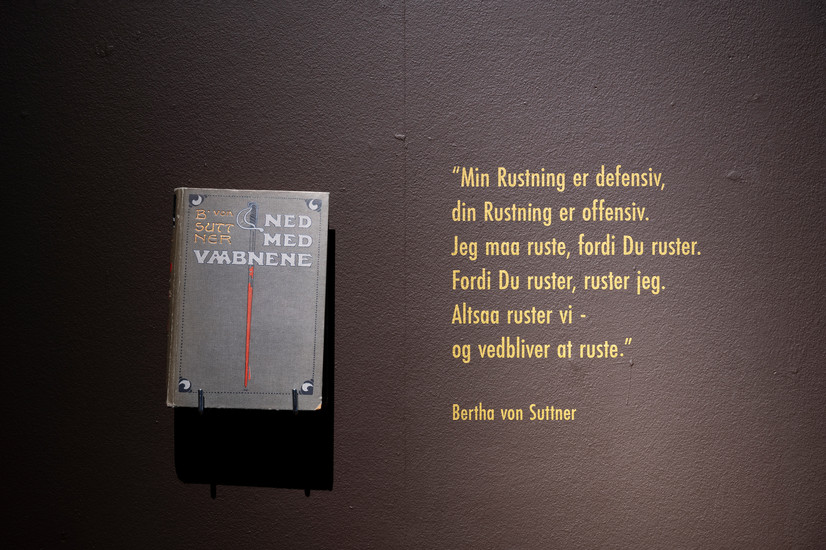 B. VON
SUTT
NER
NED
MED
VAABNENE
“Min Rustning er defensiv,
din Rustning er offensiv.
Jeg maa ruste, fordi Du ruster.
Fordi Du ruster, ruster jeg.
Altsaa ruster vi -
og vedbliver at ruste.”
Bertha von Suttner